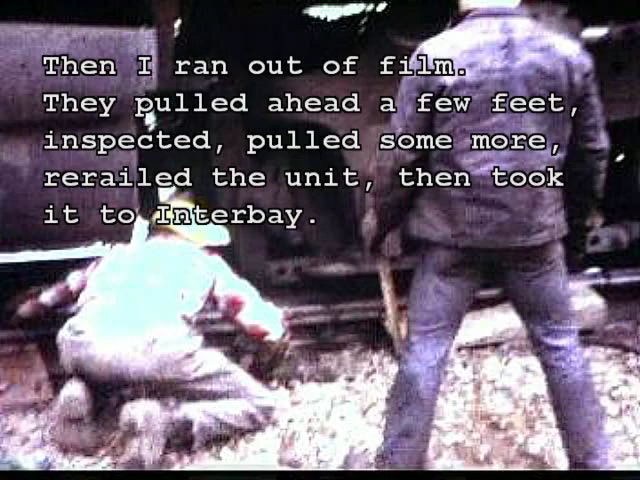 Then I ran out of film.
They pulled ahead a few feet,
inspected, pulled some more,
rerailed the unit, then took
it to Interbay.